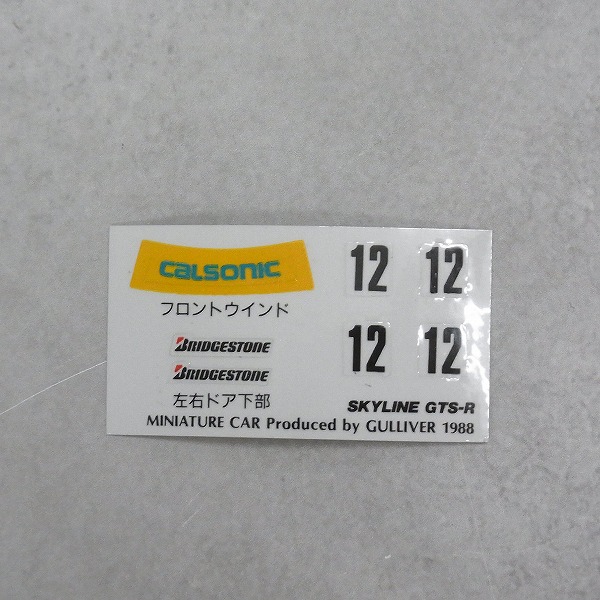 CALSONIC
フロントウインド
BRIDGESTONE
BRIDGESTONE
左右ドア下部
12 12
12 12
SKYLINE GTS-R
MINIATURE CAR Produced by GULLIVER 1988